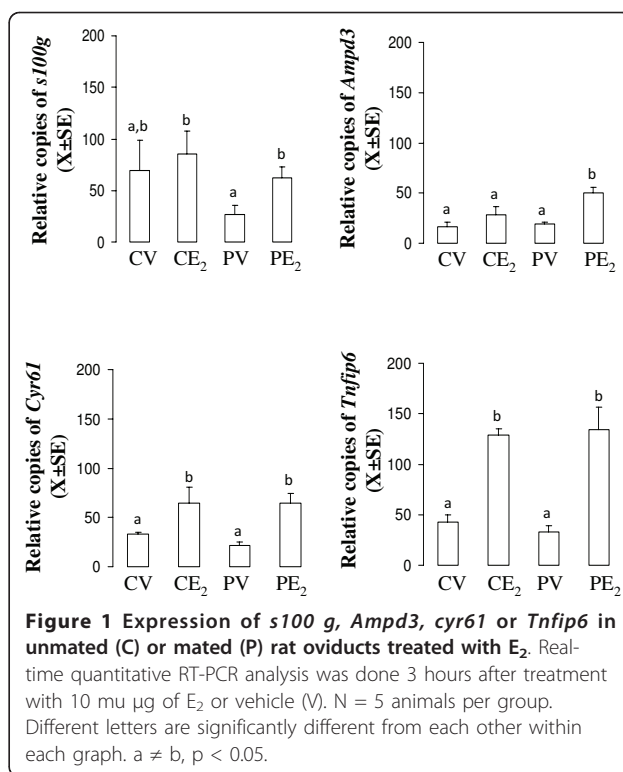 Relative copies of s100g
(X±SE)
200
150
100
50
0
a,b
b
a
b
CV CE₂ PV PE₂
Relative copies of Ampd3
(X±SE)
200
150
100
50
0
a
a
a
b
CV CE₂ PV PE₂
Relative copies of Cyr61
(X±SE)
200
150
100
50
0
a
b
a
b
CV CE₂ PV PE₂
Relative copies of Tnfip6
(X±SE)
200
150
100
50
0
a
b
a
b
CV CE₂ PV PE₂
Figure 1 Expression of s100 g, Ampd3, cyr61 or Tnfip6 in
unmated (C) or mated (P) rat oviducts treated with E₂. Real-
time quantitative RT-PCR analysis was done 3 hours after treatment
with 10 mu μg of E₂ or vehicle (V). N = 5 animals per group.
Different letters are significantly different from each other within
each graph. a ≠ b, p < 0.05.